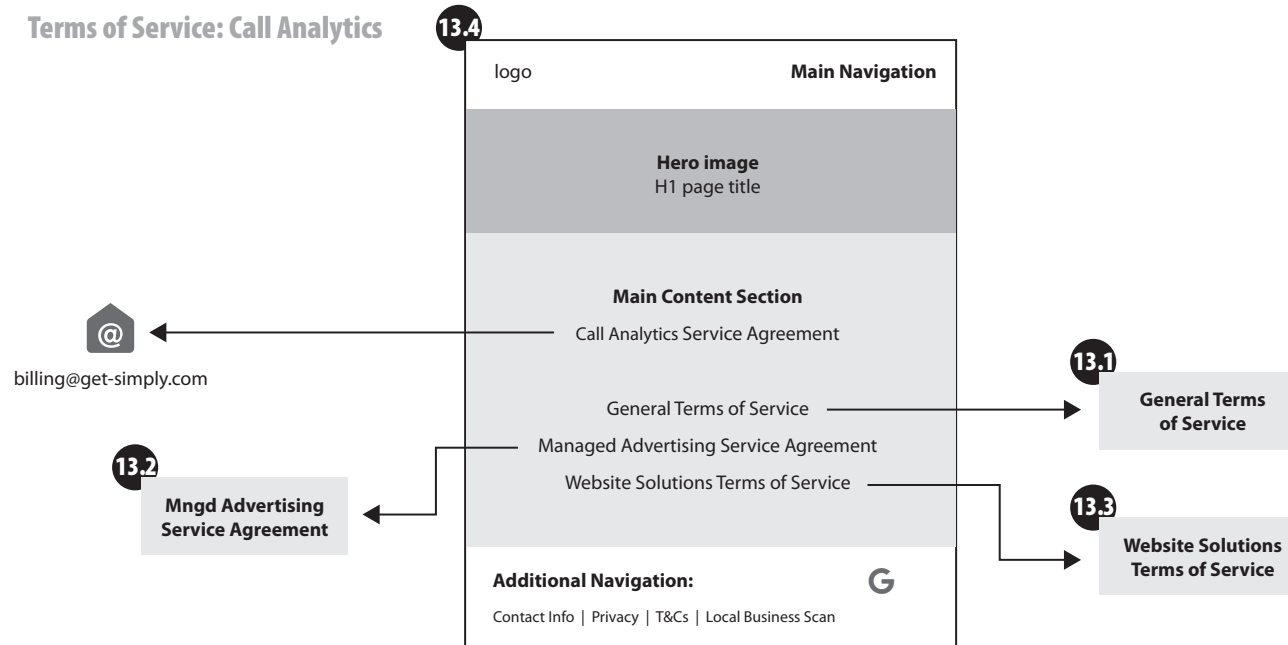 Terms of Service: Call Analytics
13.4
logo
Main Navigation
Hero image
H1 page title
Main Content Section
Call Analytics Service Agreement
@
billing@get-simply.com
General Terms of Service
13.1
General Terms
of Service
Managed Advertising Service Agreement
13.2
Mngd Advertising
Service Agreement
Website Solutions Terms of Service
13.3
Website Solutions
Terms of Service
Additional Navigation:
G
Contact Info | Privacy | T&Cs | Local Business Scan